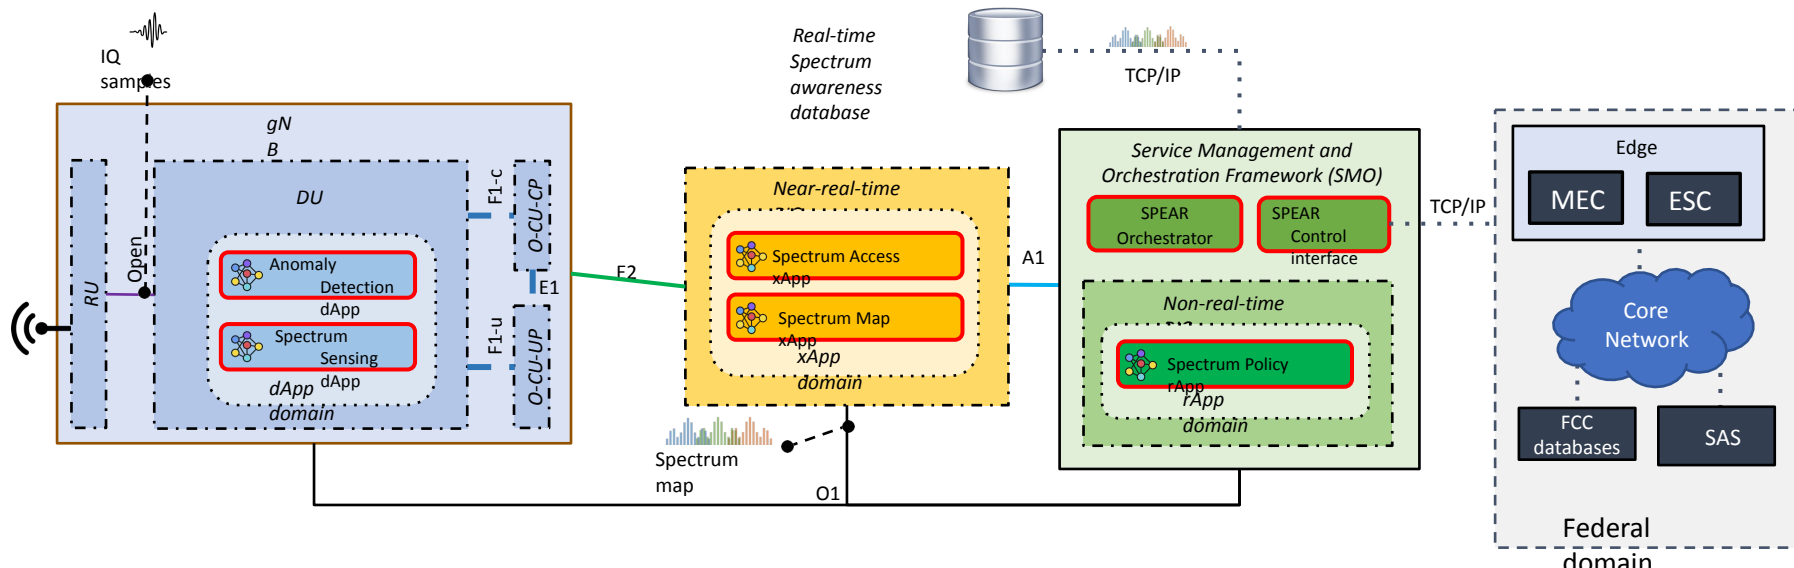 IQ
samples
gN
B
RU
Open
DU
Anomaly
Detection
dApp
Spectrum
Sensing
dApp
dApp
domain
F1-c
F1-u
O-CU-CP
E1
O-CU-UP
E2
Near-real-time
Spectrum Access
xApp
Spectrum Map
xApp
xApp
domain
Spectrum
map
O1
A1
Real-time
Spectrum
awareness
database
TCP/IP
Service Management and
Orchestration Framework (SMO)
SPEAR
Orchestrator
SPEAR
Control
interface
Non-real-time
Spectrum Policy
rApp
rApp
domain
TCP/IP
Edge
MEC
ESC
Core
Network
FCC
databases
SAS
Federal
domain